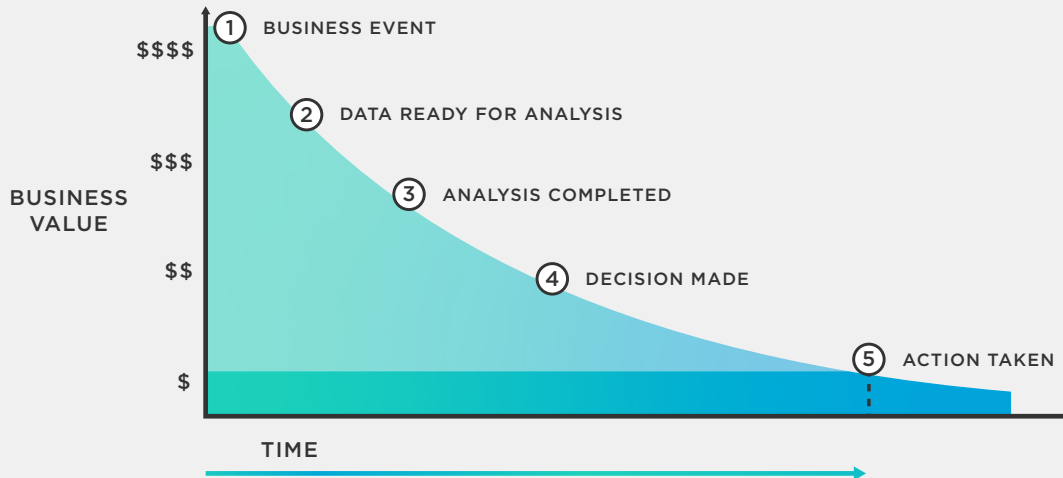 1 BUSINESS EVENT
$$$$
2 DATA READY FOR ANALYSIS
$$$
3 ANALYSIS COMPLETED
BUSINESS
VALUE
$$
4 DECISION MADE
5 ACTION TAKEN
$
TIME